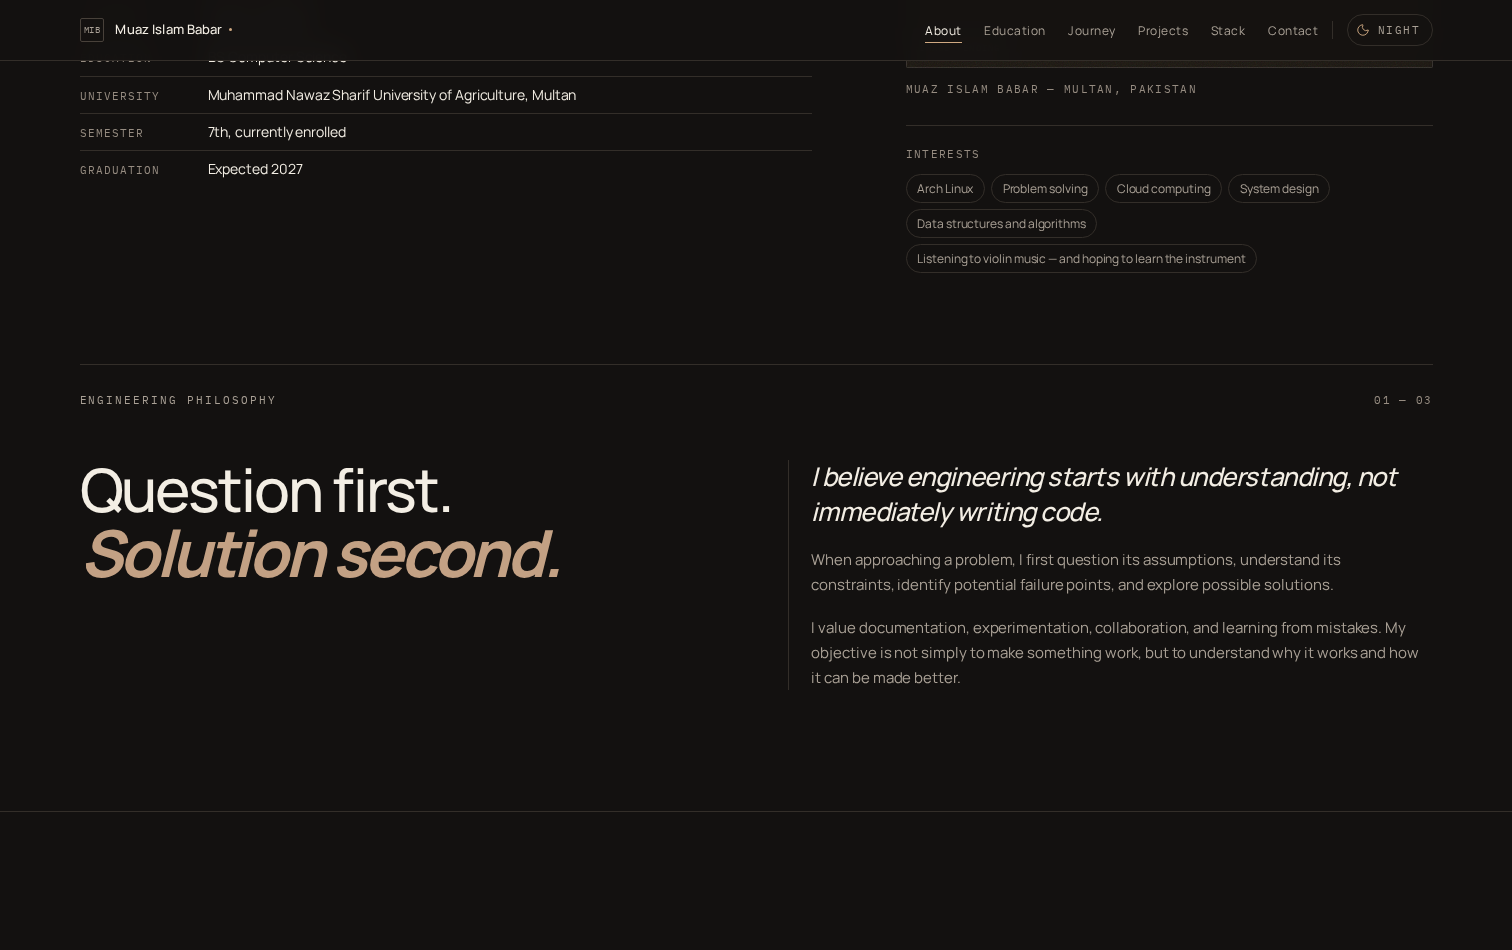 MIB
Muaz Islam Babar
About
Education
Journey
Projects
Stack
Contact
NIGHT
UNIVERSITY
Muhammad Nawaz Sharif University of Agriculture, Multan
SEMESTER
7th, currently enrolled
GRADUATION
Expected 2027
MUAZ ISLAM BABAR — MULTAN, PAKISTAN
INTERESTS
Arch Linux
Problem solving
Cloud computing
System design
Data structures and algorithms
Listening to violin music — and hoping to learn the instrument
ENGINEERING PHILOSOPHY
01 — 03
Question first.
Solution second.
I believe engineering starts with understanding, not
immediately writing code.
When approaching a problem, I first question its assumptions, understand its
constraints, identify potential failure points, and explore possible solutions.
I value documentation, experimentation, collaboration, and learning from mistakes. My
objective is not simply to make something work, but to understand why it works and how
it can be made better.